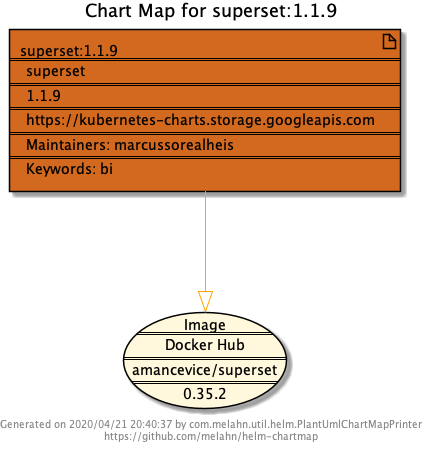 Chart Map for superset:1.1.9
superset:1.1.9
superset
1.1.9
https://kubernetes-charts.storage.googleapis.com
Maintainers: marcussorealheis
Keywords: bi
Image
Docker Hub
amancevice/superset
0.35.2
Generated on 2020/04/21 20:40:37 by com.melahn.util.helm.PlantUmlChartMapPrinter
https://github.com/melahn/helm-chartmap